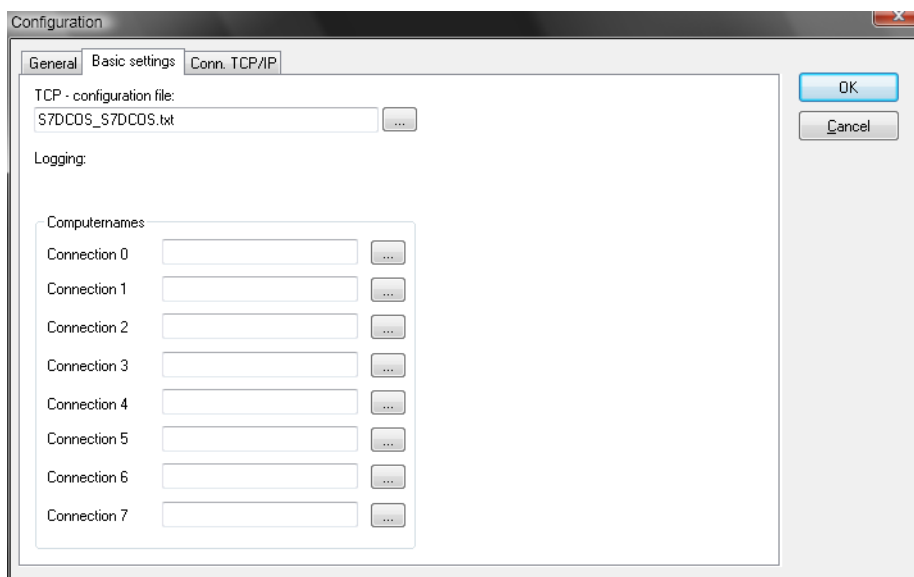 Configuration
General Basic settings Conn. TCP/IP
TCP - configuration file:
S7DCOS_S7DCOS.txt ...
OK
Cancel
Logging:
Computernames
Connection 0 ...
Connection 1 ...
Connection 2 ...
Connection 3 ...
Connection 4 ...
Connection 5 ...
Connection 6 ...
Connection 7 ...